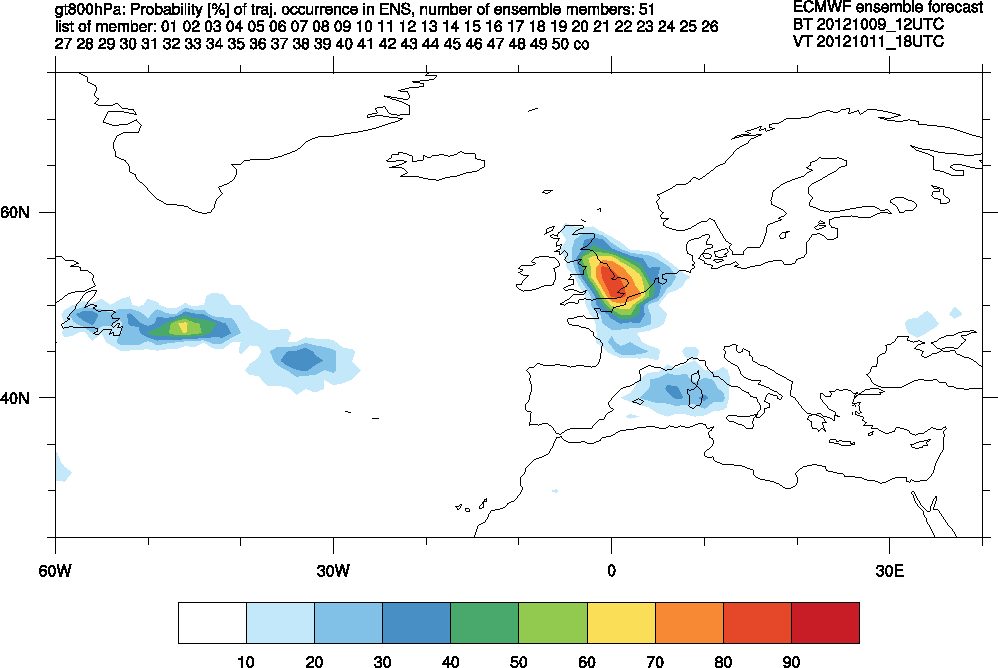 gt800hPa: Probability [%] of traj. occurrence in ENS, number of ensemble members: 51
list of member: 01 02 03 04 05 06 07 08 09 10 11 12 13 14 15 16 17 18 19 20 21 22 23 24 25 26
27 28 29 30 31 32 33 34 35 36 37 38 39 40 41 42 43 44 45 46 47 48 49 50 co
ECMWF ensemble forecast
BT 20121009_12UTC
VT 20121011_18UTC
60N
40N
60W 30W 0 30E
10 20 30 40 50 60 70 80 90